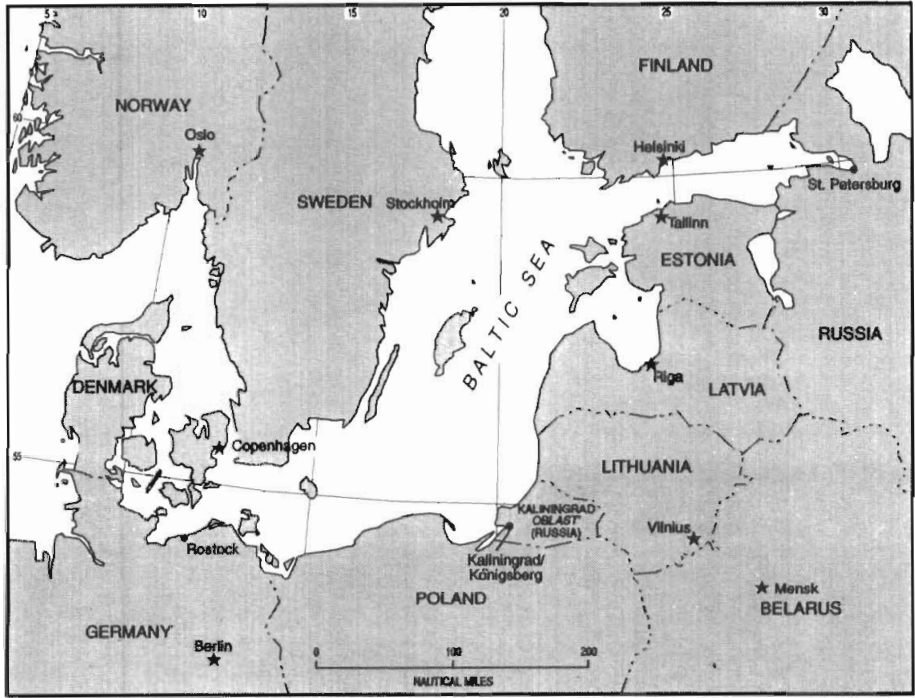 5
10
15
20
25
30
FINLAND
NORWAY
60
Oslo
Helsinki
St. Petersburg
SWEDEN
Stockholm
Tallinn
ESTONIA
BALTIC SEA
RUSSIA
DENMARK
Riga
LATVIA
Copenhagen
55
LITHUANIA
KALININGRAD
OBLAST'
(RUSSIA)
Vilnius
Rostock
Kaliningrad/
Königsberg
Mensk
POLAND
BELARUS
GERMANY
Berlin
0 100 200
NAUTICAL MILES